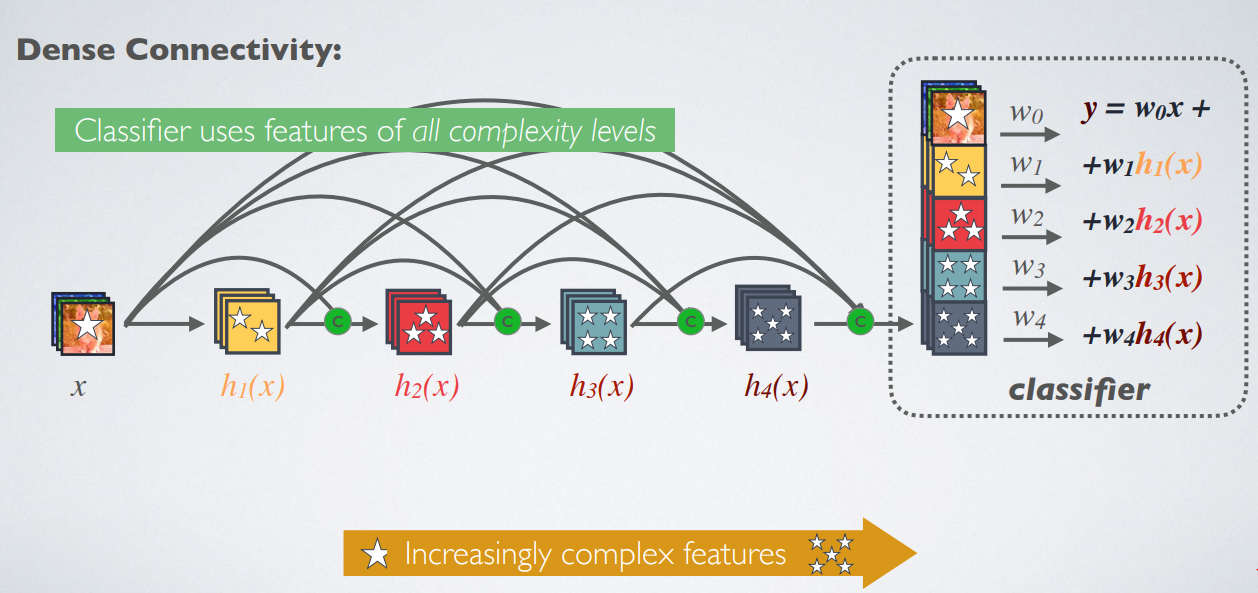 Dense Connectivity:
Classifier uses features of all complexity levels
C
C
C
C
x
h1(x)
h2(x)
h3(x)
h4(x)
w0
y = w0x +
w1
+w1h1(x)
w2
+w2h2(x)
w3
+w3h3(x)
w4
+w4h4(x)
classifier
Increasingly complex features